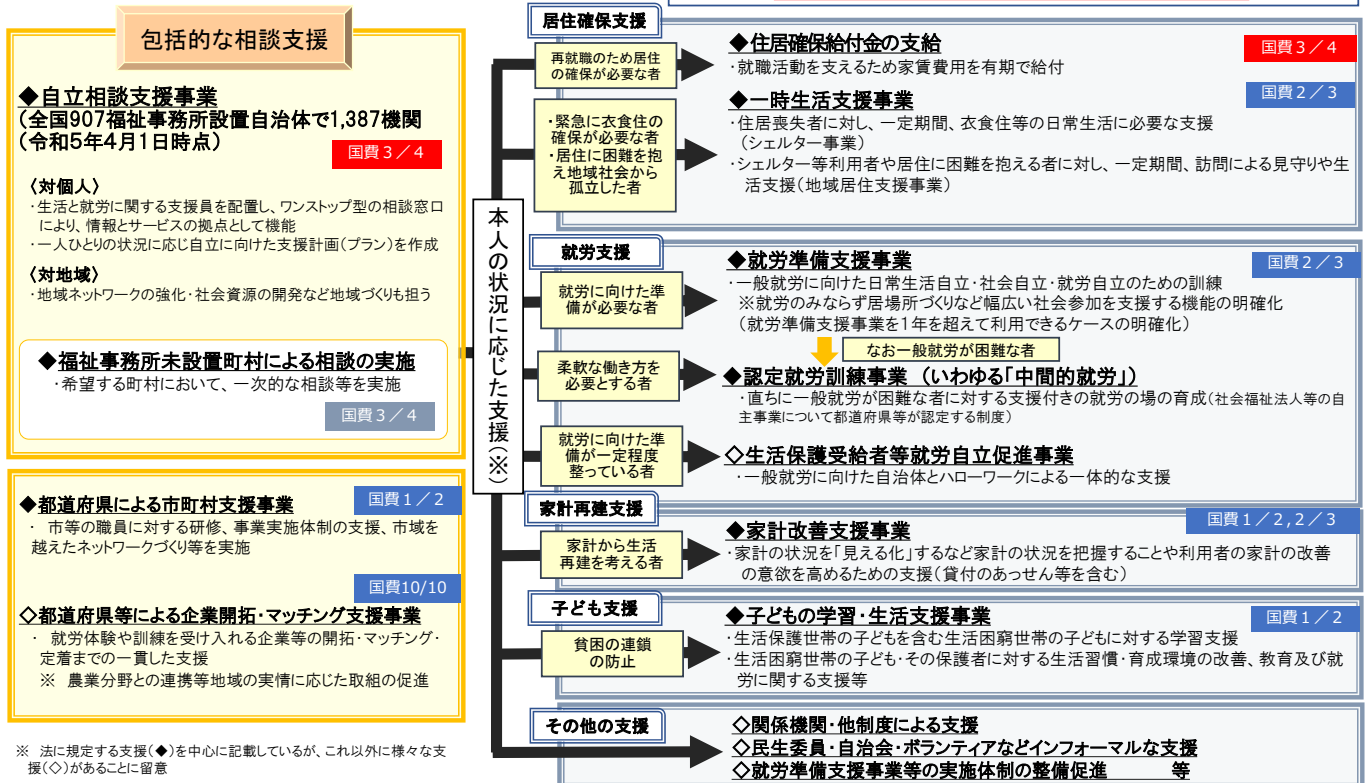 包括的な相談支援
◆自立相談支援事業
(全国907福祉事務所設置自治体で1,387機関
(令和5年4月1日時点)
国費3/4
〈対個人〉
・生活と就労に関する支援員を配置し、ワンストップ型の相談窓口
により、情報とサービスの拠点として機能
・一人ひとりの状況に応じ自立に向けた支援計画(プラン)を作成
〈対地域〉
・地域ネットワークの強化・社会資源の開発など地域づくりも担う
◆福祉事務所未設置町村による相談の実施
・希望する町村において、一次的な相談等を実施
国費3/4
◆都道府県による市町村支援事業
国費1/2
・ 市等の職員に対する研修、事業実施体制の支援、市域を
越えたネットワークづくり等を実施
国費10/10
◇都道府県等による企業開拓・マッチング支援事業
・ 就労体験や訓練を受け入れる企業等の開拓・マッチング・
定着までの一貫した支援
※ 農業分野との連携等地域の実情に応じた取組の促進
※ 法に規定する支援(◆)を中心に記載しているが、これ以外に様々な支
援(◇)があることに留意
本人の状況に応じた支援(※)
居住確保支援
再就職のため居住
の確保が必要な者
◆住居確保給付金の支給
国費3/4
・就職活動を支えるため家賃費用を有期で給付
・緊急に衣食住の
確保が必要な者
・居住に困難を抱
え地域社会から
孤立した者
◆一時生活支援事業
国費2/3
・住居喪失者に対し、一定期間、衣食住等の日常生活に必要な支援
(シェルター事業)
・シェルター等利用者や居住に困難を抱える者に対し、一定期間、訪問による見守りや生
活支援(地域居住支援事業)
就労支援
就労に向けた準
備が必要な者
◆就労準備支援事業
国費2/3
・一般就労に向けた日常生活自立・社会自立・就労自立のための訓練
※就労のみならず居場所づくりなど幅広い社会参加を支援する機能の明確化
(就労準備支援事業を1年を超えて利用できるケースの明確化)
なお一般就労が困難な者
柔軟な働き方を
必要とする者
◆認定就労訓練事業 (いわゆる「中間的就労」)
・直ちに一般就労が困難な者に対する支援付きの就労の場の育成(社会福祉法人等の自
主事業について都道府県等が認定する制度)
就労に向けた準
備が一定程度
整っている者
◇生活保護受給者等就労自立促進事業
・一般就労に向けた自治体とハローワークによる一体的な支援
家計再建支援
家計から生活
再建を考える者
◆家計改善支援事業
国費1/2,2/3
・家計の状況を「見える化」するなど家計の状況を把握することや利用者の家計の改善
の意欲を高めるための支援(貸付のあっせん等を含む)
子ども支援
貧困の連鎖
の防止
◆子どもの学習・生活支援事業
国費1/2
・生活保護世帯の子どもを含む生活困窮世帯の子どもに対する学習支援
・生活困窮世帯の子ども・その保護者に対する生活習慣・育成環境の改善、教育及び就
労に関する支援等
その他の支援
◇関係機関・他制度による支援
◇民生委員・自治会・ボランティアなどインフォーマルな支援
◇就労準備支援事業等の実施体制の整備促進 等